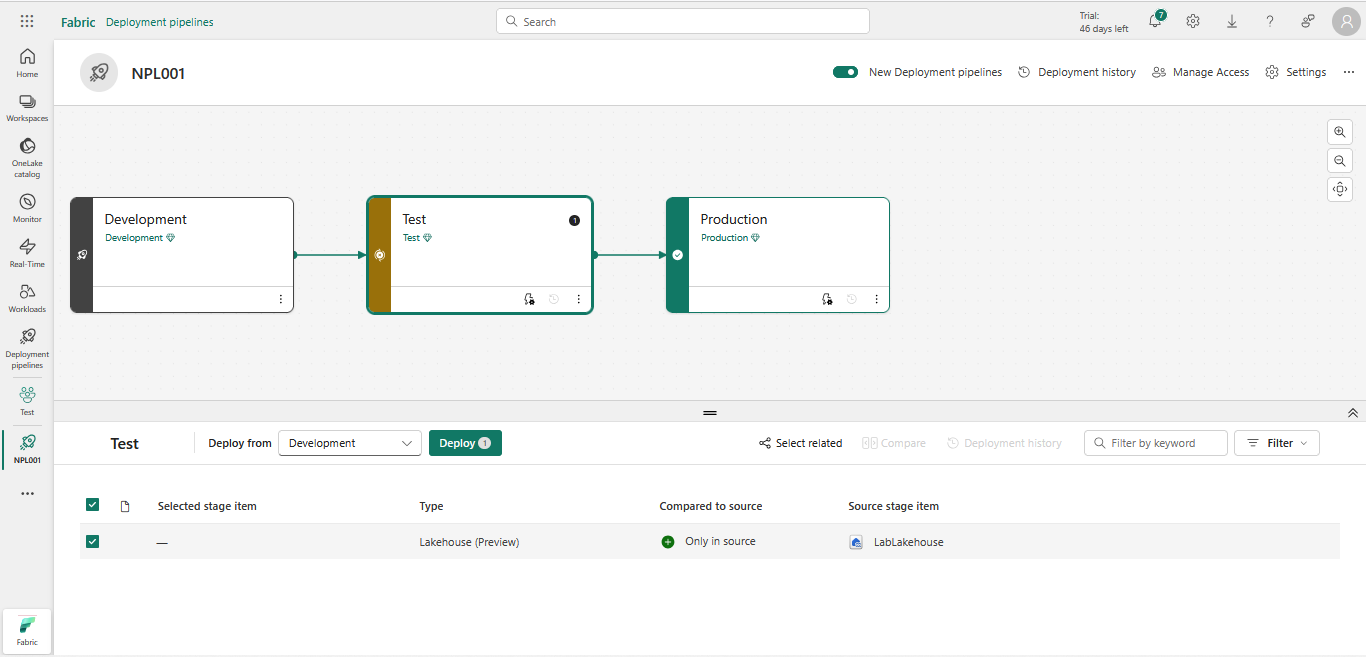 Fabric Deployment pipelines
Search
Trial:
46 days left
7
Home
Workspaces
OneLake
catalog
Monitor
Real-Time
Workloads
Deployment
pipelines
Test
NPL001
Fabric
NPL001
New Deployment pipelines
Deployment history
Manage Access
Settings
Development
Development
Test
1
Test
Production
Production
Test
Deploy from
Development
Deploy 1
Select related
Compare
Deployment history
Filter by keyword
Filter
Selected stage item Type Compared to source Source stage item
— Lakehouse (Preview) Only in source LabLakehouse